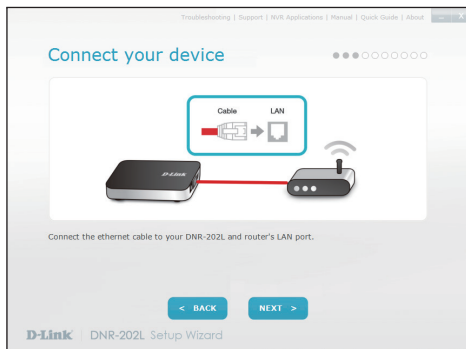 Troubleshooting | Support | NVR Applications | Manual | Quick Guide | About
Connect your device
Cable LAN
D-Link
Connect the ethernet cable to your DNR-202L and router's LAN port.
< BACK NEXT >
D-Link DNR-202L Setup Wizard